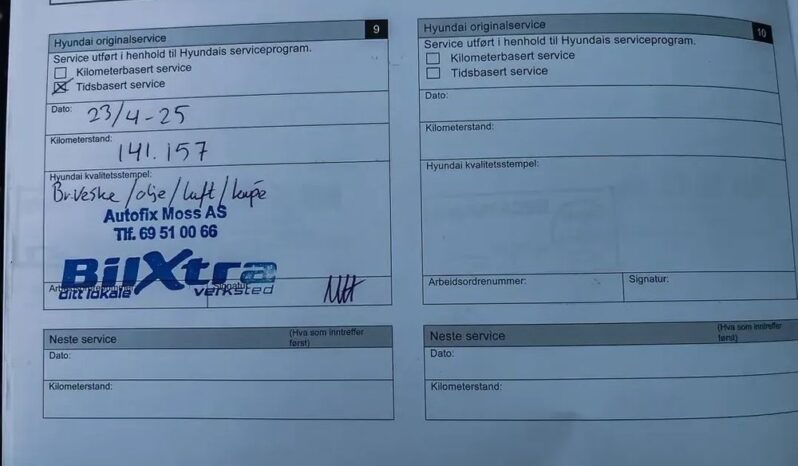 Hyundai originalservice 9
Service utført i henhold til Hyundais serviceprogram.
Kilometerbasert service
Tidsbasert service
Dato: 23/4-25
Kilometerstand:
141.157
Hyundai kvalitetsstempel:
Br.veske/olje/luft/kupé
Autofix Moss AS
Tlf. 69 51 00 66
BilXtra
ditt lokale verksted
Signatur:
Neste service (Hva som inntreffer
først)
Dato:
Kilometerstand:
Hyundai originalservice 10
Service utført i henhold til Hyundais serviceprogram.
Kilometerbasert service
Tidsbasert service
Dato:
Kilometerstand:
Hyundai kvalitetsstempel:
Arbeidsordrenummer: Signatur:
Neste service (Hva som inntreffer
først)
Dato:
Kilometerstand: